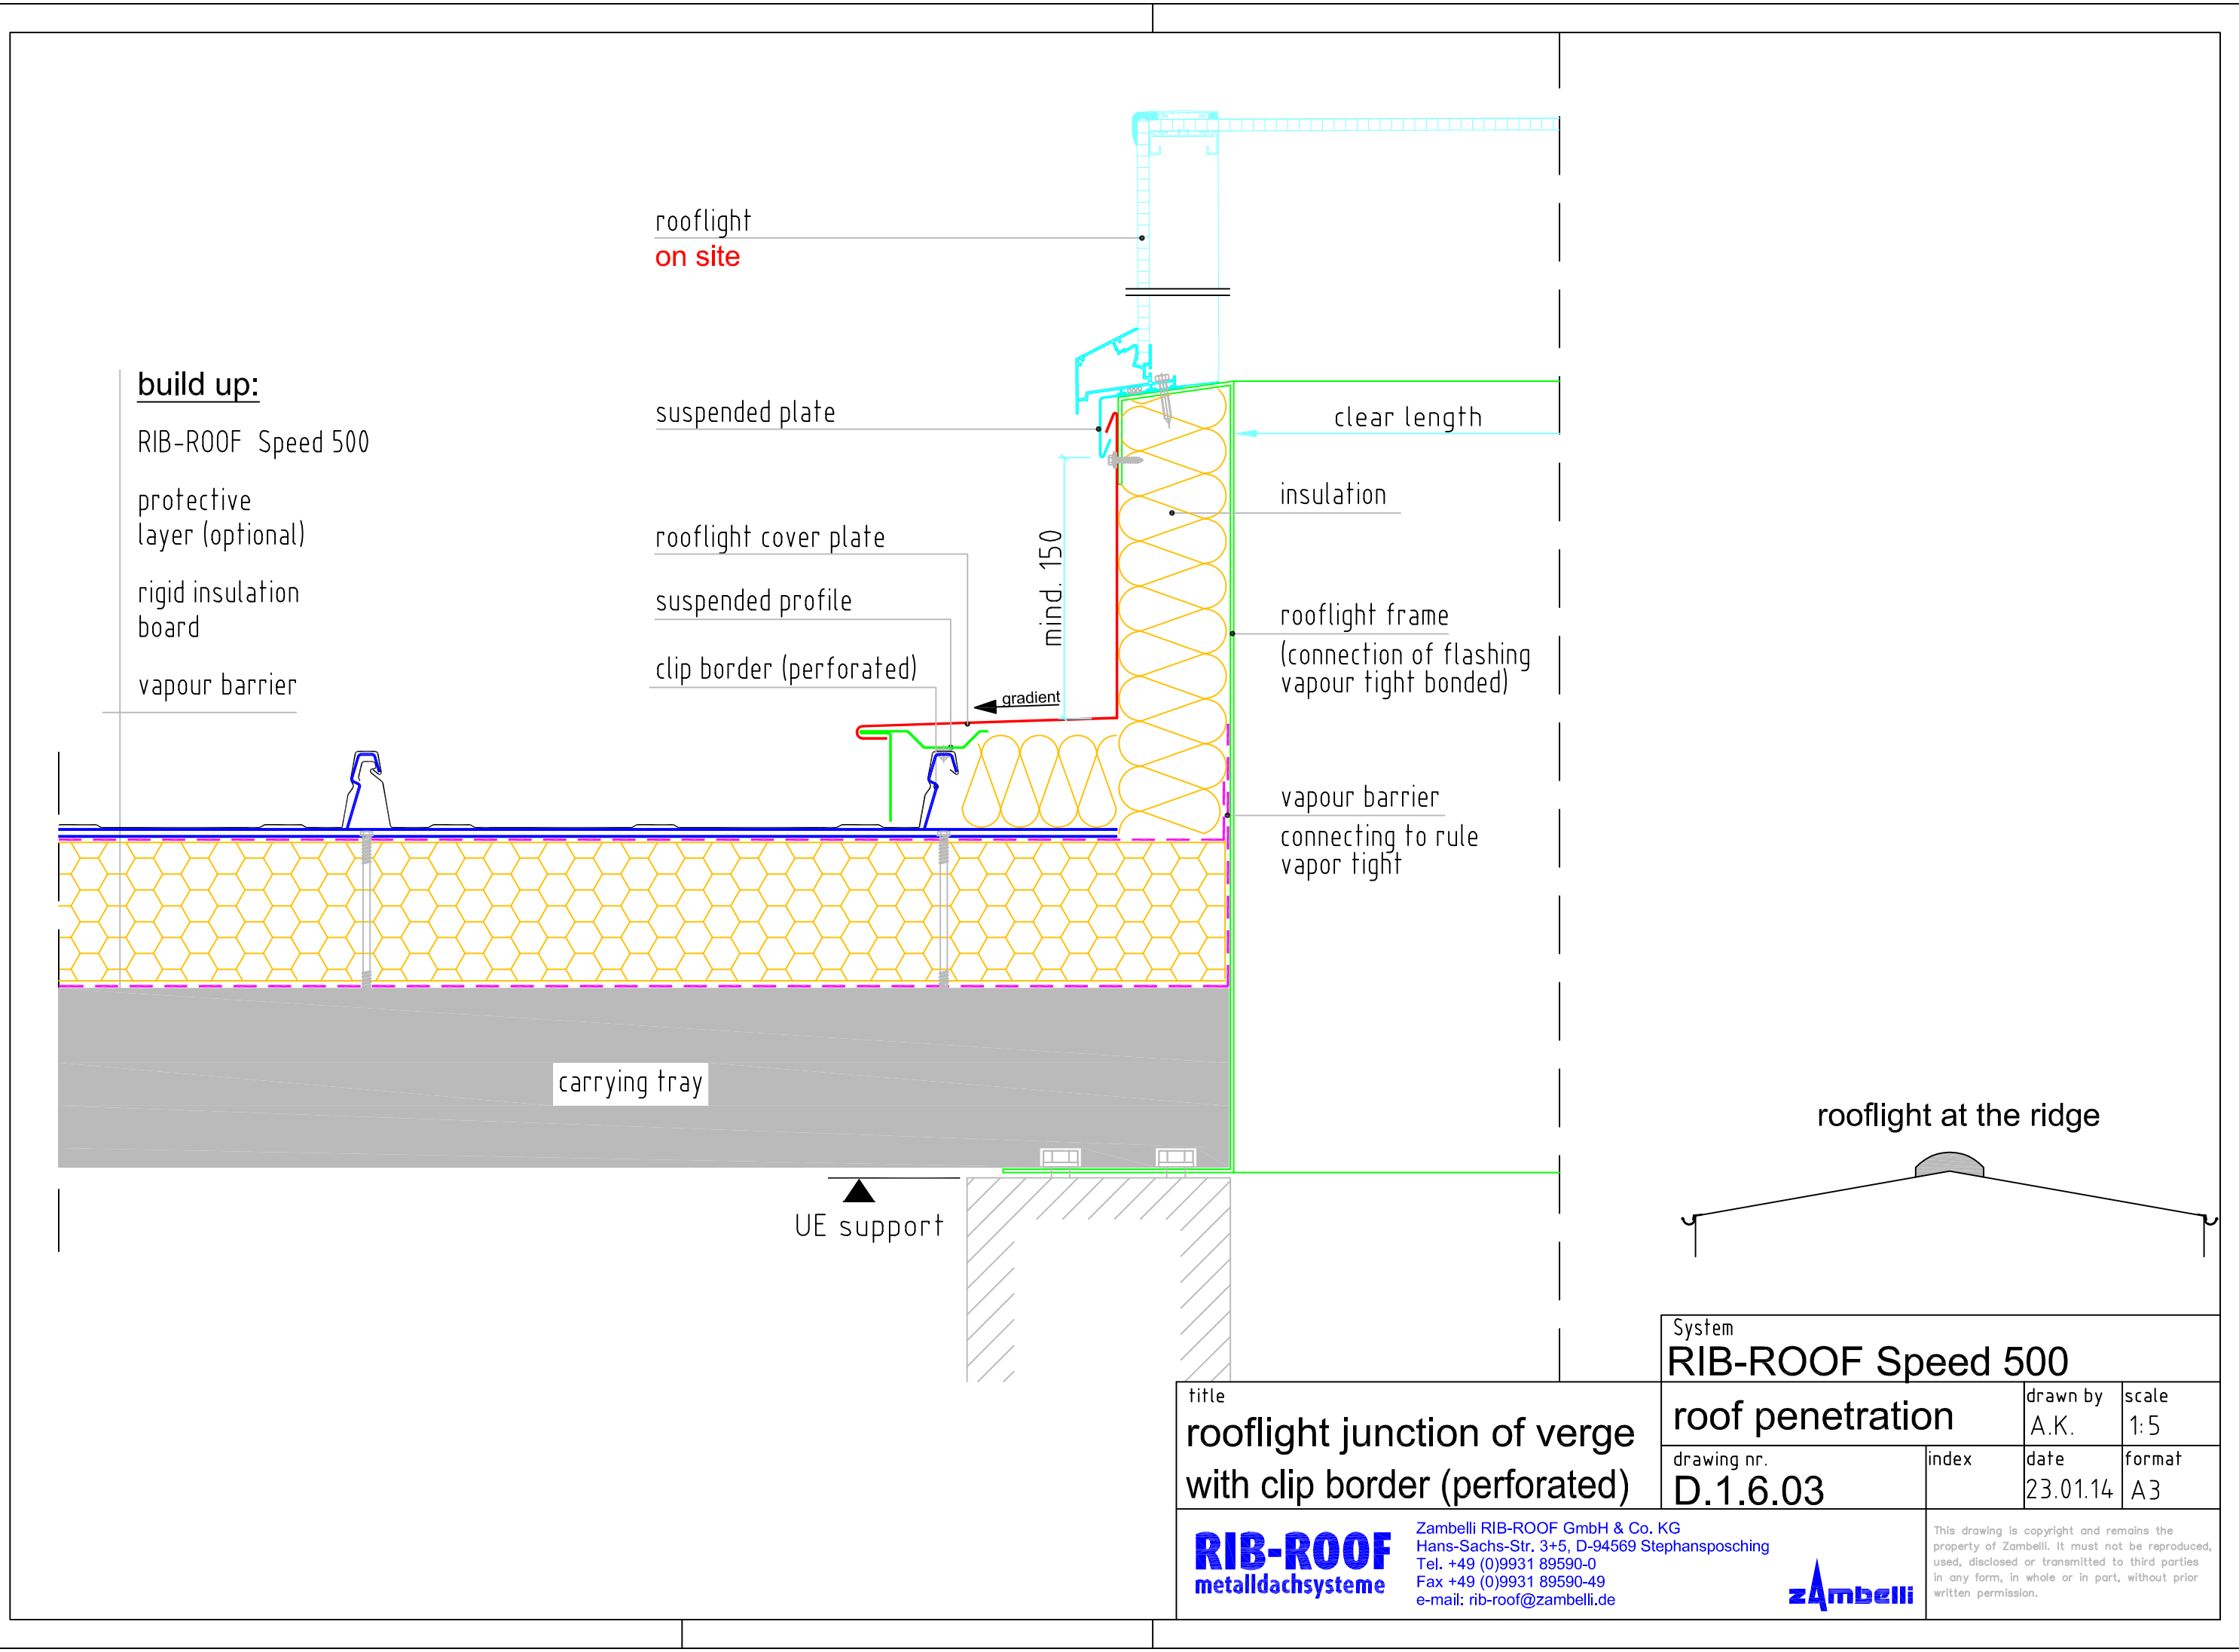 rooflight
on site
build up:
RIB-ROOF Speed 500
protective
layer (optional)
rigid insulation
board
vapour barrier
suspended plate
rooflight cover plate
suspended profile
clip border (perforated)
mind. 150
gradient
clear length
insulation
rooflight frame
(connection of flashing
vapour tight bonded)
vapour barrier
connecting to rule
vapor tight
carrying tray
UE support
rooflight at the ridge
System
RIB-ROOF Speed 500
title
rooflight junction of verge
with clip border (perforated)
roof penetration
drawn by
A.K.
scale
1:5
drawing nr.
D.1.6.03
index
date
23.01.14
format
A3
RIB-ROOF
metalldachsysteme
Zambelli RIB-ROOF GmbH & Co. KG
Hans-Sachs-Str. 3+5, D-94569 Stephansposching
Tel. +49 (0)9931 89590-0
Fax +49 (0)9931 89590-49
e-mail: rib-roof@zambelli.de
zAmbelli
This drawing is copyright and remains the
property of Zambelli. It must not be reproduced,
used, disclosed or transmitted to third parties
in any form, in whole or in part, without prior
written permission.